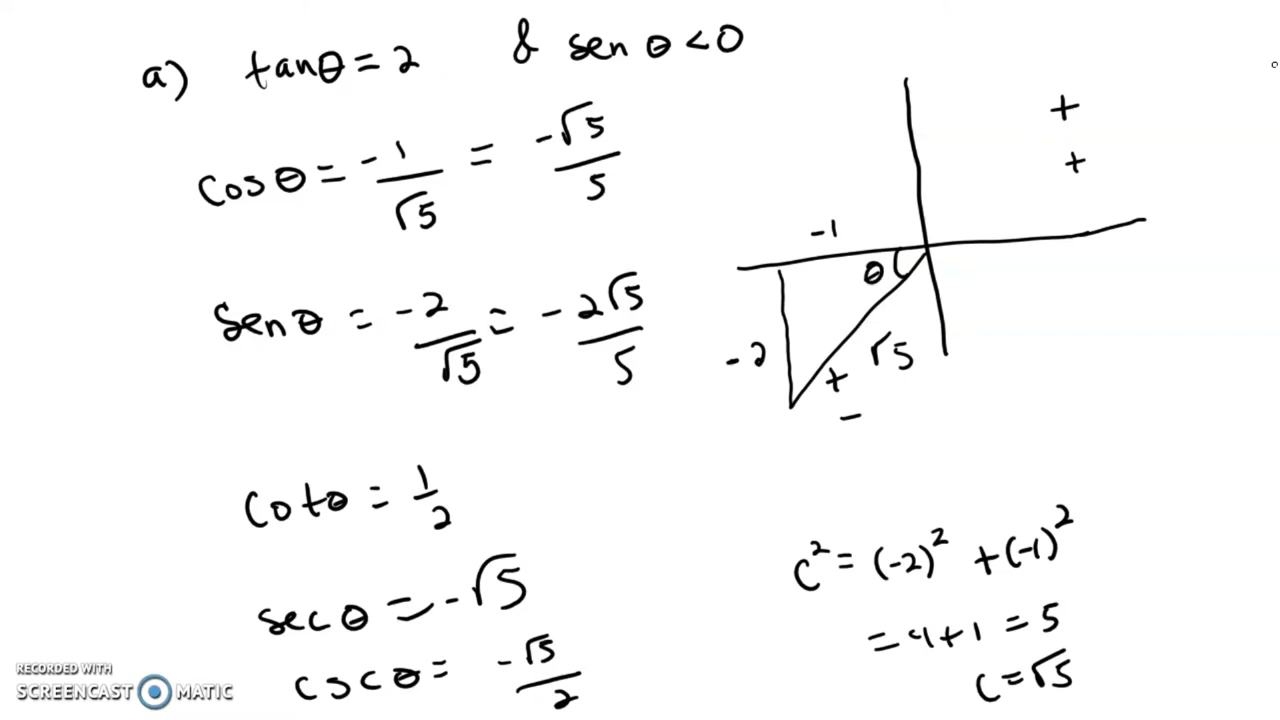 a) tanθ = 2 & sen θ < 0
cos θ = -1/√5 = -√5/5
sen θ = -2/√5 = -2√5/5
cot θ = 1/2
sec θ = -√5
csc θ = -√5/2
+
+
-1
θ
-2
√5
+
-
c² = (-2)² + (-1)²
= 4 + 1 = 5
c = √5
RECORDED WITH
SCREENCAST MATIC